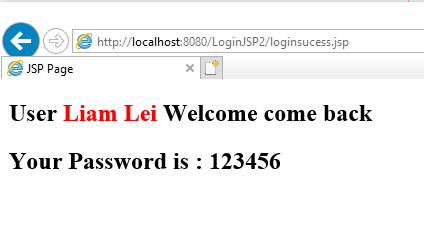 http://localhost:8080/LoginJSP2/loginsucess.jsp
JSP Page
User Liam Lei Welcome come back
Your Password is : 123456